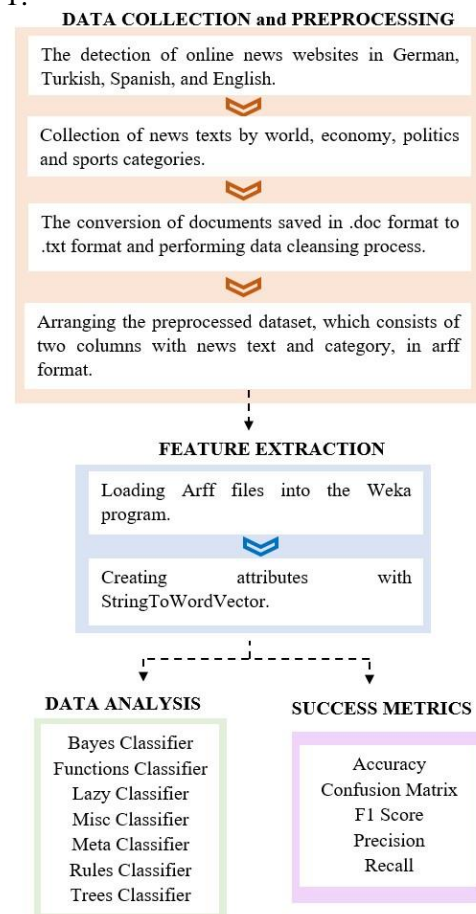 1.
DATA COLLECTION and PREPROCESSING
The detection of online news websites in German,
Turkish, Spanish, and English.
Collection of news texts by world, economy, politics
and sports categories.
The conversion of documents saved in .doc format to
.txt format and performing data cleansing process.
Arranging the preprocessed dataset, which consists of
two columns with news text and category, in arff
format.
FEATURE EXTRACTION
Loading Arff files into the Weka
program.
Creating attributes with
StringToWordVector.
DATA ANALYSIS
Bayes Classifier
Functions Classifier
Lazy Classifier
Misc Classifier
Meta Classifier
Rules Classifier
Trees Classifier
SUCCESS METRICS
Accuracy
Confusion Matrix
F1 Score
Precision
Recall